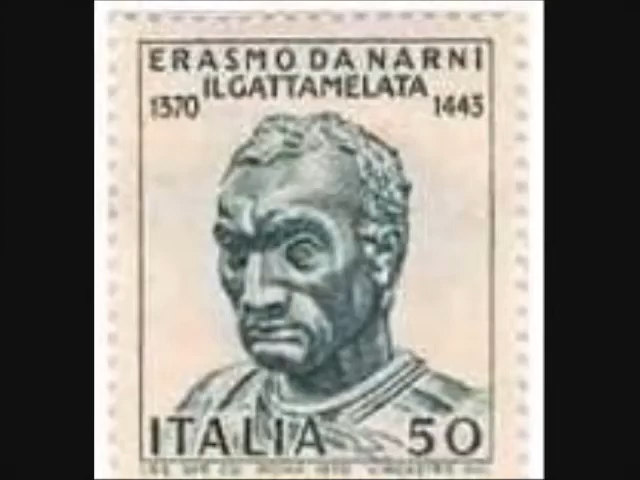 ERASMO DA NARNI
IL GATTAMELATA
1370 1443
ITALIA 50